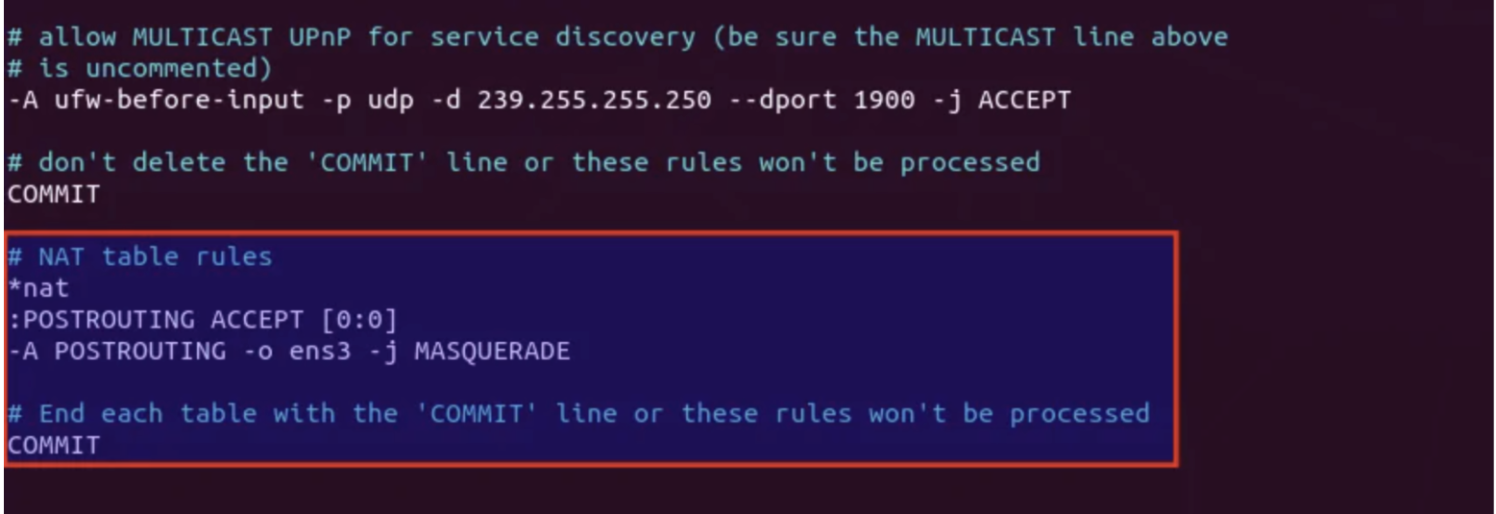 # allow MULTICAST UPnP for service discovery (be sure the MULTICAST line above
# is uncommented)
-A ufw-before-input -p udp -d 239.255.255.250 --dport 1900 -j ACCEPT
# don't delete the 'COMMIT' line or these rules won't be processed
COMMIT
# NAT table rules
*nat
:POSTROUTING ACCEPT [0:0]
-A POSTROUTING -o ens3 -j MASQUERADE
# End each table with the 'COMMIT' line or these rules won't be processed
COMMIT